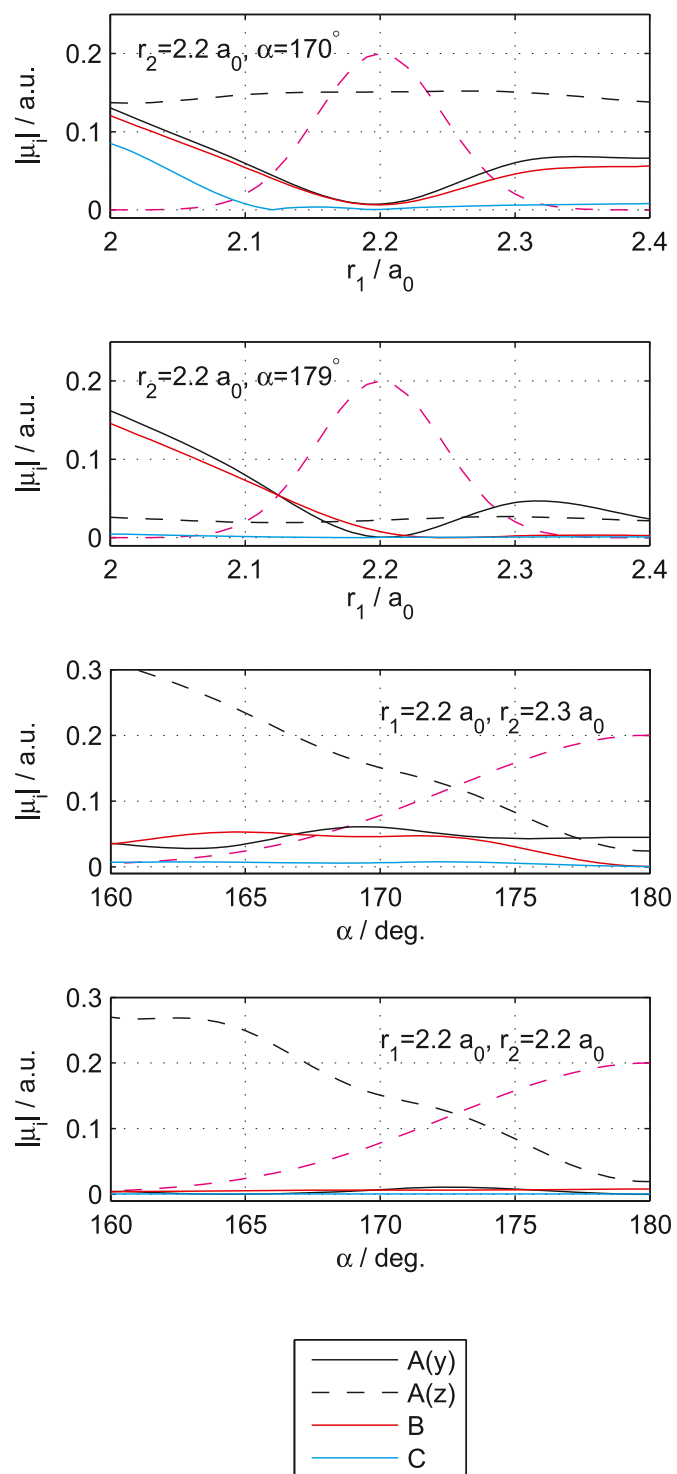 r₂=2.2 a₀, α=170°
|μᵢ| / a.u.
0.2
0.1
0
2 2.1 2.2 2.3 2.4
r₁ / a₀
r₂=2.2 a₀, α=179°
|μᵢ| / a.u.
0.2
0.1
0
2 2.1 2.2 2.3 2.4
r₁ / a₀
0.3
r₁=2.2 a₀, r₂=2.3 a₀
|μᵢ| / a.u.
0.2
0.1
0
160 165 170 175 180
α / deg.
0.3
r₁=2.2 a₀, r₂=2.2 a₀
|μᵢ| / a.u.
0.2
0.1
0
160 165 170 175 180
α / deg.
A(y)
A(z)
B
C